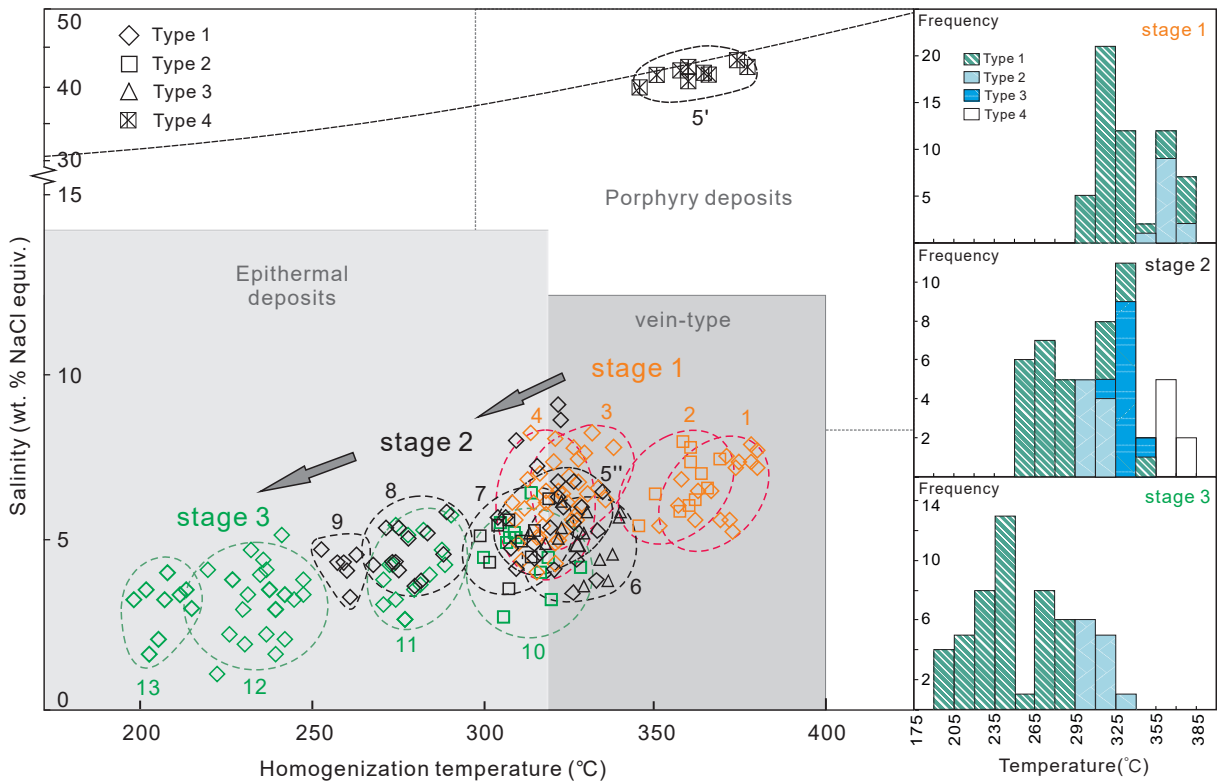 50
40
30
15
10
5
0
Salinity (wt. % NaCl equiv.)
Type 1
Type 2
Type 3
Type 4
5'
Porphyry deposits
Epithermal
deposits
vein-type
stage 1
stage 2
stage 3
4
3
2
1
5''
7
8
9
6
10
11
12
13
200
250
300
350
400
Homogenization temperature (℃)
Frequency
stage 1
20
15
10
5
Type 1
Type 2
Type 3
Type 4
Frequency
stage 2
10
8
6
4
2
Frequency
stage 3
14
10
6
2
175
205
235
265
295
325
355
385
Temperature(℃)